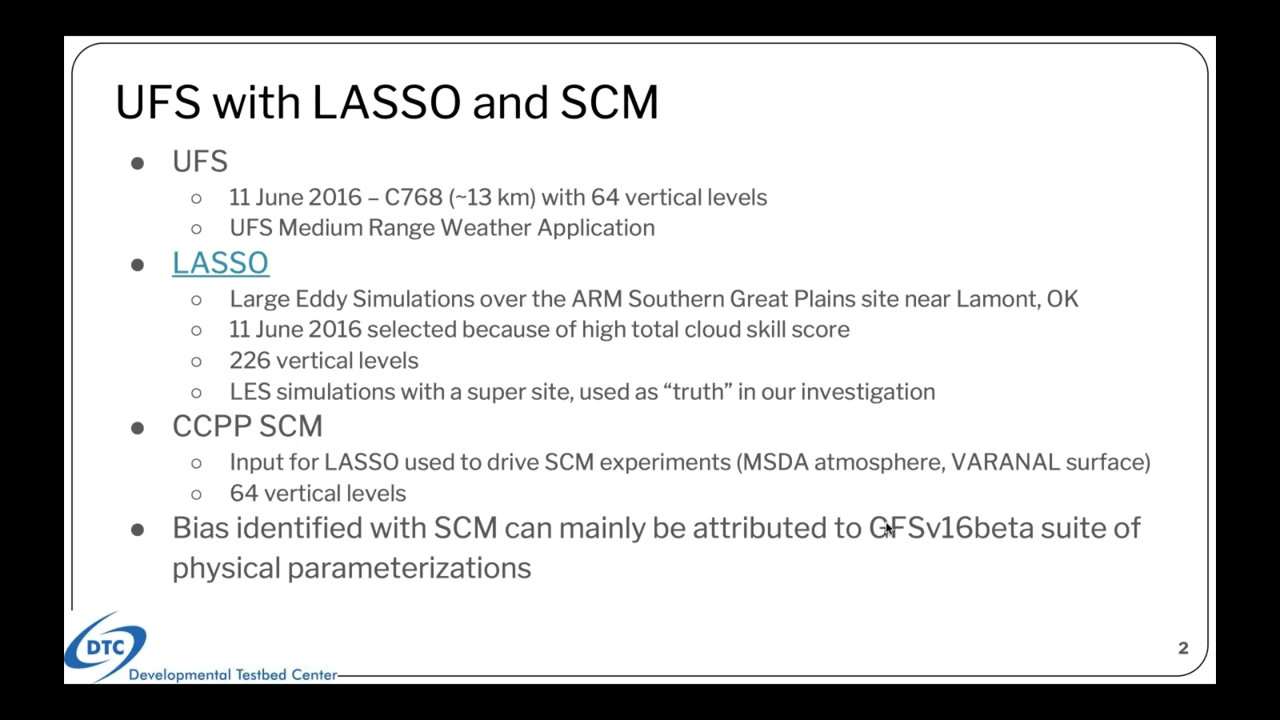 UFS with LASSO and SCM
● UFS
○ 11 June 2016 – C768 (~13 km) with 64 vertical levels
○ UFS Medium Range Weather Application
● LASSO
○ Large Eddy Simulations over the ARM Southern Great Plains site near Lamont, OK
○ 11 June 2016 selected because of high total cloud skill score
○ 226 vertical levels
○ LES simulations with a super site, used as “truth” in our investigation
● CCPP SCM
○ Input for LASSO used to drive SCM experiments (MSDA atmosphere, VARANAL surface)
○ 64 vertical levels
● Bias identified with SCM can mainly be attributed to GFSv16beta suite of
physical parameterizations
DTC
Developmental Testbed Center
2